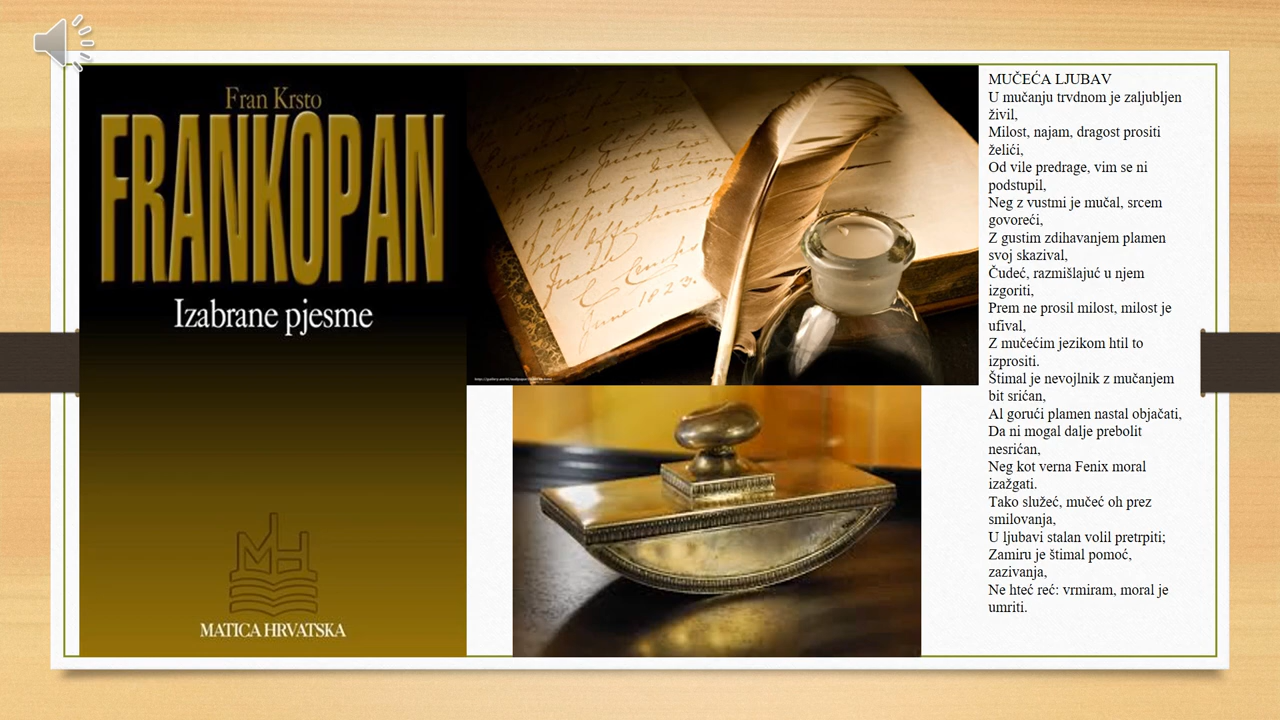 Fran Krsto
FRANKOPAN
Izabrane pjesme
MATICA HRVATSKA
June 1823.
MUČEĆA LJUBAV
U mučanju trvdnom je zaljubljen
živil,
Milost, najam, dragost prositi
želići,
Od vile predrage, vim se ni
podstupil,
Neg z vustmi je mučal, srcem
govoreći,
Z gustim zdihavanjem plamen
svoj skazival,
Čudeć, razmišlajuć u njem
izgoriti,
Prem ne prosil milost, milost je
ufival,
Z mučećim jezikom htil to
izprositi.
Štimal je nevojlnik z mučanjem
bit srićan,
Al gorući plamen nastal objačati,
Da ni mogal dalje prebolit
nesrićan,
Neg kot verna Fenix moral
izažgati.
Tako služeć, mučeć oh prez
smilovanja,
U ljubavi stalan volil pretrpiti;
Zamiru je štimal pomoć,
zazivanja,
Ne hteć reć: vrmiram, moral je
umriti.